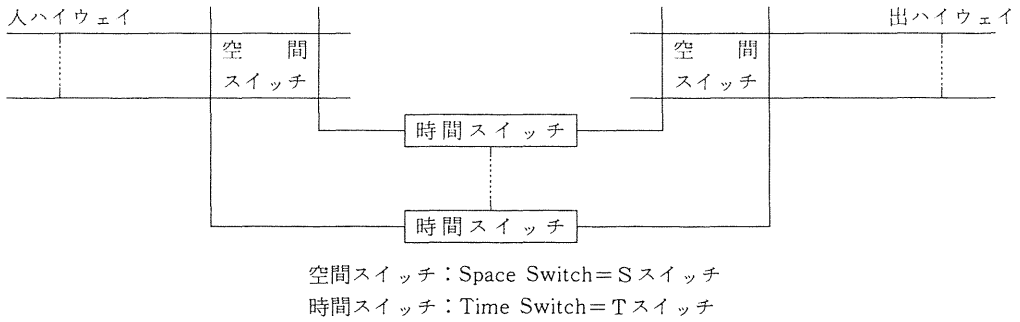 入ハイウェイ
出ハイウェイ
空間
スイッチ
空間
スイッチ
時間スイッチ
時間スイッチ
空間スイッチ：Space Switch＝Sスイッチ
時間スイッチ：Time Switch＝Tスイッチ